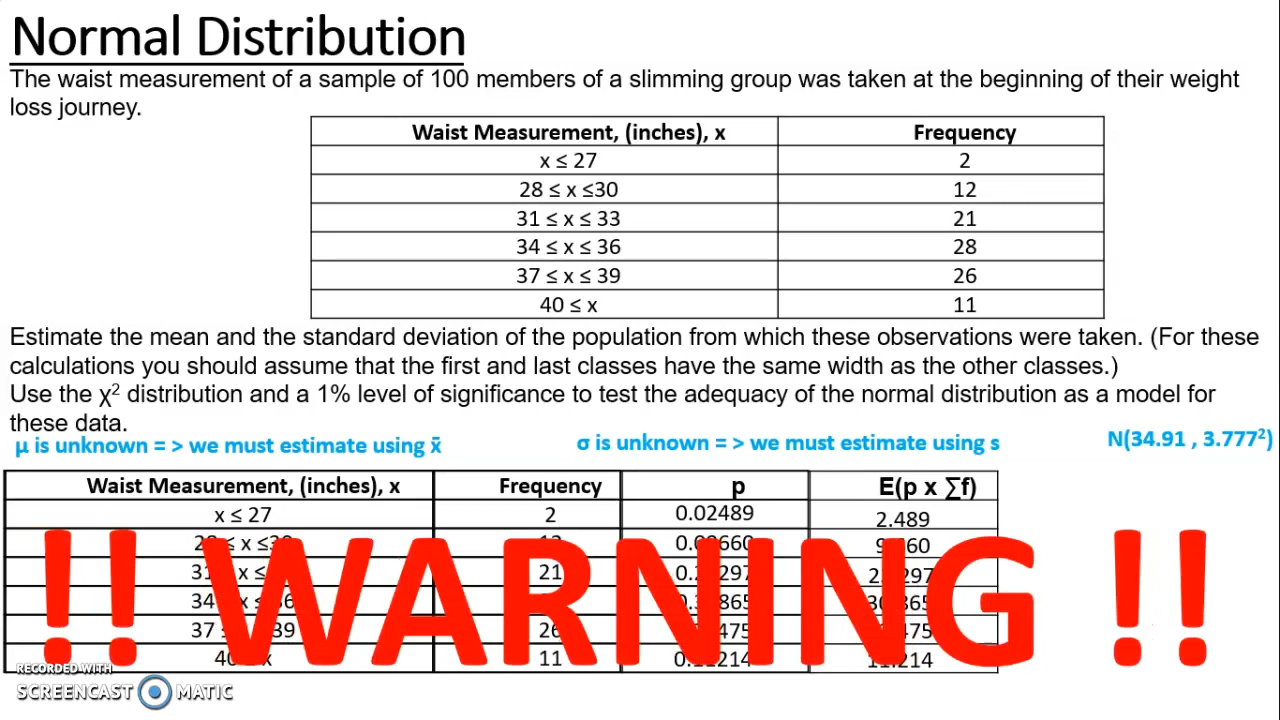 Normal Distribution
The waist measurement of a sample of 100 members of a slimming group was taken at the beginning of their weight
loss journey.
Waist Measurement, (inches), x Frequency
x ≤ 27 2
28 ≤ x ≤30 12
31 ≤ x ≤ 33 21
34 ≤ x ≤ 36 28
37 ≤ x ≤ 39 26
40 ≤ x 11
Estimate the mean and the standard deviation of the population from which these observations were taken. (For these
calculations you should assume that the first and last classes have the same width as the other classes.)
Use the χ² distribution and a 1% level of significance to test the adequacy of the normal distribution as a model for
these data.
μ is unknown = > we must estimate using x̄ σ is unknown = > we must estimate using s N(34.91 , 3.777²)
Waist Measurement, (inches), x Frequency p E(p x ∑f)
x ≤ 27 2 0.02489 2.489
21
26
11 11.214
!! WARNING !!
RECORDED WITH
SCREENCAST MATIC